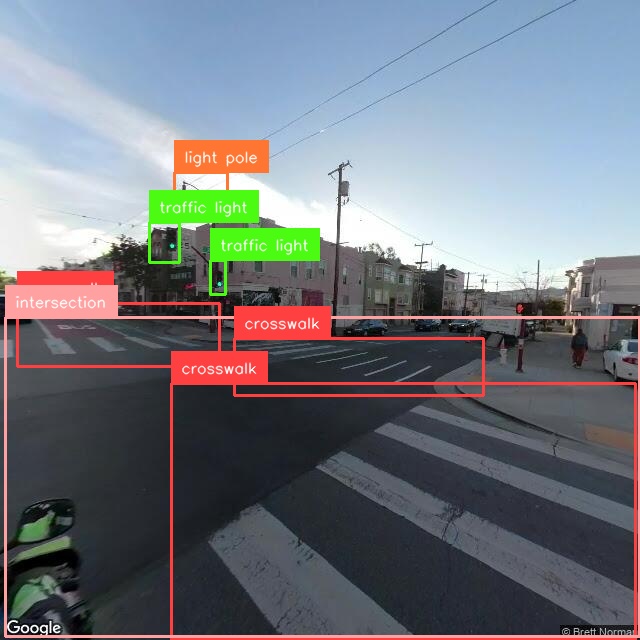 light pole
traffic light
traffic light
intersection
crosswalk
crosswalk
BUS
Google
© Brett Norman